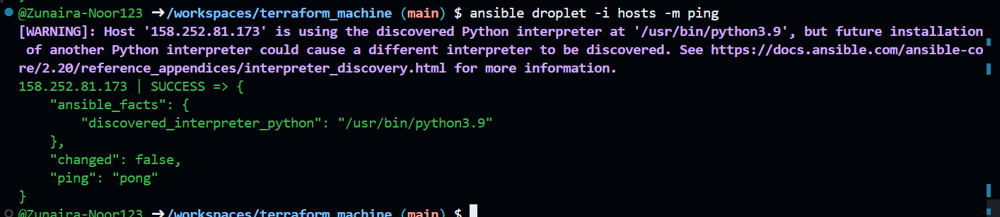 @Zunaira-Noor123 ➜/workspaces/terraform_machine (main) $ ansible droplet -i hosts -m ping
[WARNING]: Host '158.252.81.173' is using the discovered Python interpreter at '/usr/bin/python3.9', but future installation
 of another Python interpreter could cause a different interpreter to be discovered. See https://docs.ansible.com/ansible-co
re/2.20/reference_appendices/interpreter_discovery.html for more information.
158.252.81.173 | SUCCESS => {
    "ansible_facts": {
        "discovered_interpreter_python": "/usr/bin/python3.9"
    },
    "changed": false,
    "ping": "pong"
}
@Zunaira-Noor123 ➜/workspaces/terraform_machine (main) $